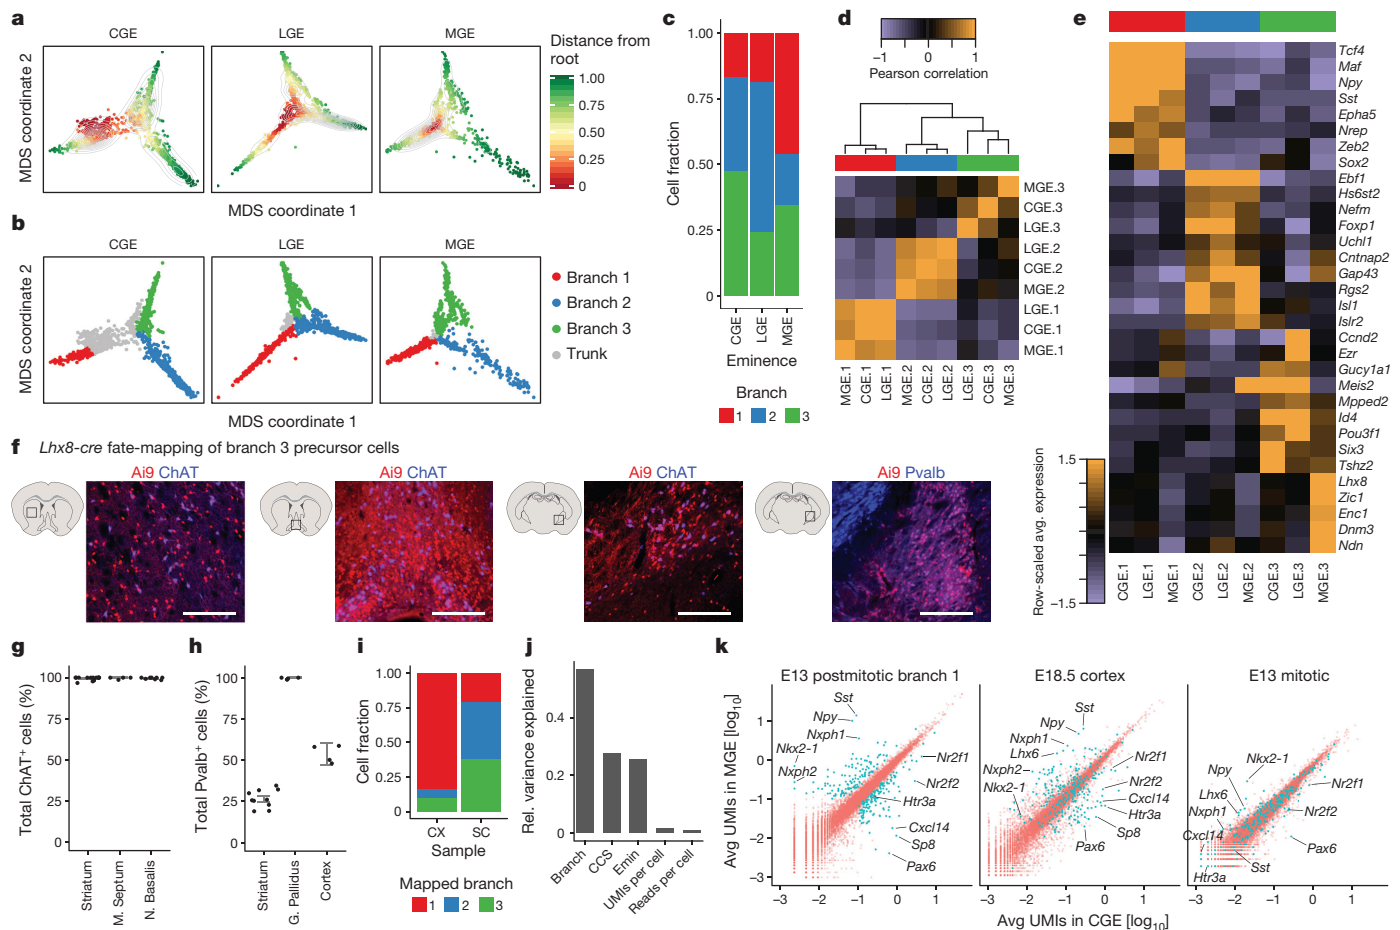 a
CGE
LGE
MGE
MDS coordinate 2
MDS coordinate 1
Distance from
root
1.00
0.75
0.50
0.25
0
b
CGE
LGE
MGE
MDS coordinate 2
MDS coordinate 1
Branch 1
Branch 2
Branch 3
Trunk
c
Cell fraction
1.00
0.75
0.50
0.25
0
CGE
LGE
MGE
Eminence
Branch
1
2
3
d
−1
0
1
Pearson correlation
MGE.3
CGE.3
LGE.3
LGE.2
CGE.2
MGE.2
LGE.1
CGE.1
MGE.1
MGE.1
CGE.1
LGE.1
MGE.2
CGE.2
LGE.2
LGE.3
CGE.3
MGE.3
e
Tcf4
Maf
Npy
Sst
Epha5
Nrep
Zeb2
Sox2
Ebf1
Hs6st2
Nefm
Foxp1
Uchl1
Cntnap2
Gap43
Rgs2
Isl1
Islr2
Ccnd2
Ezr
Gucy1a1
Meis2
Mpped2
Id4
Pou3f1
Six3
Tshz2
Lhx8
Zic1
Enc1
Dnm3
Ndn
CGE.1
LGE.1
MGE.1
CGE.2
LGE.2
MGE.2
CGE.3
LGE.3
MGE.3
1.5
−1.5
Row-scaled avg. expression
f
Lhx8-cre fate-mapping of branch 3 precursor cells
Ai9 ChAT
Ai9 ChAT
Ai9 ChAT
Ai9 Pvalb
g
Total ChAT+ cells (%)
100
75
50
25
0
Striatum
M. Septum
N. Basalis
h
Total Pvalb+ cells (%)
100
75
50
25
0
Striatum
G. Pallidus
Cortex
i
Cell fraction
1.00
0.75
0.50
0.25
0
CX
SC
Sample
Mapped branch
1
2
3
j
Rel. variance explained
0.4
0.2
0
Branch
CCS
Emin
UMIs per cell
Reads per cell
k
E13 postmitotic branch 1
E18.5 cortex
E13 mitotic
Avg UMIs in MGE [log10]
1
0
−1
−2
−3
Sst
Npy
Nxph1
Nkx2-1
Nxph2
Nr2f1
Nr2f2
Htr3a
Cxcl14
Sp8
Pax6
Sst
Npy
Nxph1
Lhx6
Nxph2
Nkx2-1
Nr2f1
Nr2f2
Cxcl14
Htr3a
Sp8
Pax6
Nkx2-1
Npy
Lhx6
Nxph1
Cxcl14
Htr3a
Nr2f1
Nr2f2
Pax6
Sst
−3
−2
−1
0
1
−3
−2
−1
0
1
−3
−2
−1
0
1
Avg UMIs in CGE [log10]